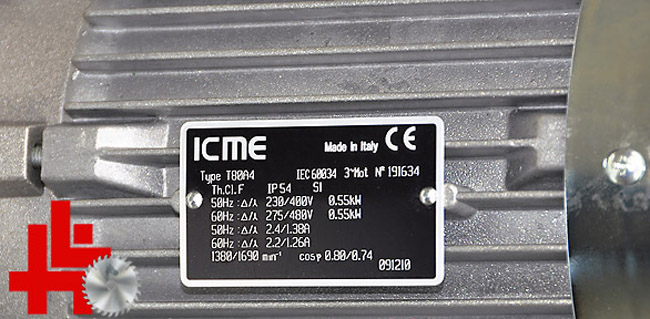 ICME Made in Italy CE
Type T80A4 IEC 60034 3~Mot Nº 191634
Th.Cl.F IP54 S1
50Hz: Δ/⅄ 230/400V 0.55kW
60Hz: Δ/⅄ 275/480V 0.55kW
50Hz: Δ/⅄ 2.4/1.38A
60Hz: Δ/⅄ 2.2/1.26A
1380/1690 min⁻¹ cosφ 0.80/0.74
091210